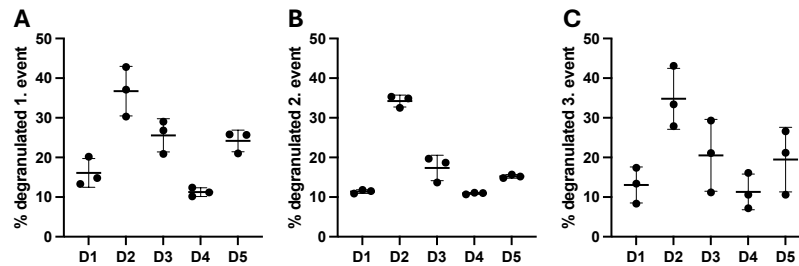 A
% degranulated 1. event
50
40
30
20
10
0
D1 D2 D3 D4 D5
B
% degranulated 2. event
50
40
30
20
10
0
D1 D2 D3 D4 D5
C
% degranulated 3. event
50
40
30
20
10
0
D1 D2 D3 D4 D5